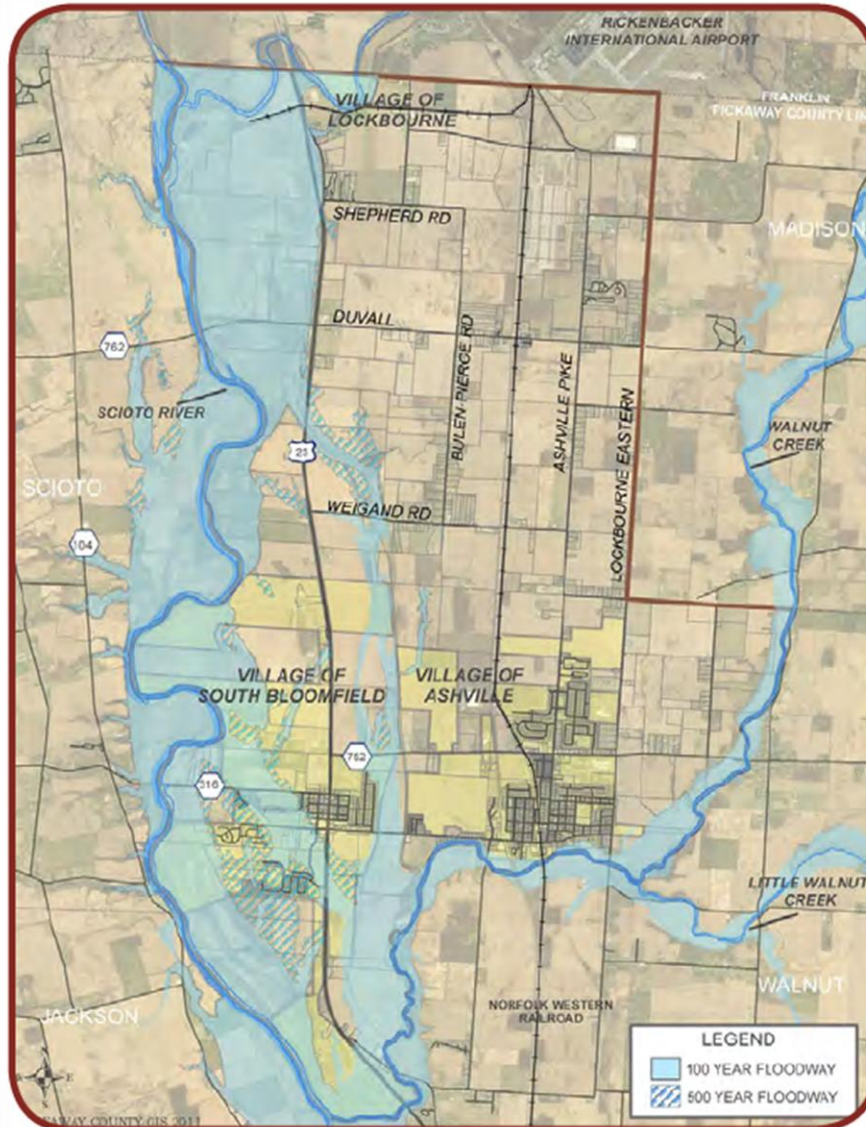 RICKENBACKER
INTERNATIONAL AIRPORT
FRANKLIN
PICKAWAY COUNTY LINE
VILLAGE OF
LOCKBOURNE
SHEPHERD RD
MADISON
DUVALL
762
BULEN-PIERCE RD
ASHVILLE PIKE
LOCKBOURNE EASTERN
SCIOTO RIVER
WALNUT
CREEK
23
SCIOTO
WEIGAND RD
104
VILLAGE OF
SOUTH BLOOMFIELD
VILLAGE OF
ASHVILLE
762
316
LITTLE WALNUT
CREEK
WALNUT
NORFOLK WESTERN
RAILROAD
JACKSON
E
LEGEND
100 YEAR FLOODWAY
500 YEAR FLOODWAY
AWAY COUNTY GIS 2011